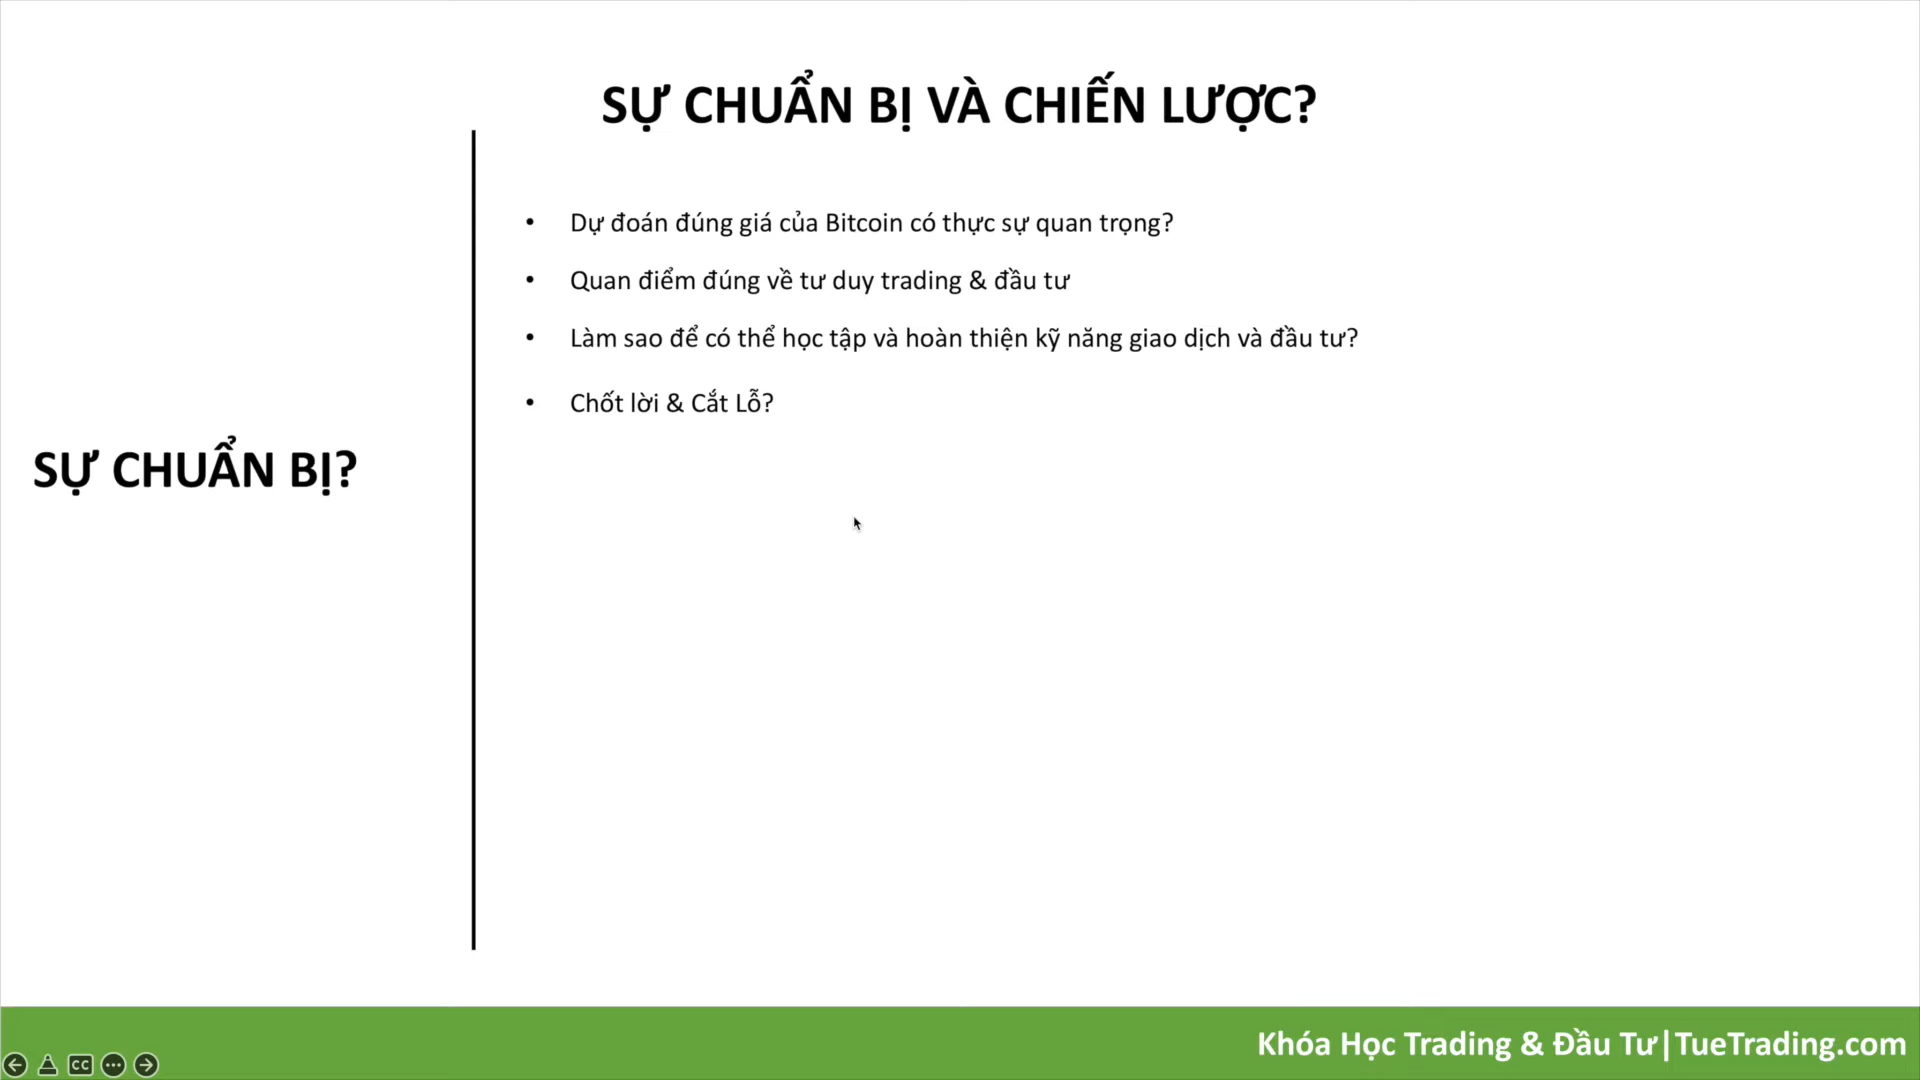 SỰ CHUẨN BỊ VÀ CHIẾN LƯỢC?
SỰ CHUẨN BỊ?
• Dự đoán đúng giá của Bitcoin có thực sự quan trọng?
• Quan điểm đúng về tư duy trading & đầu tư
• Làm sao để có thể học tập và hoàn thiện kỹ năng giao dịch và đầu tư?
• Chốt lời & Cắt Lỗ?
Khóa Học Trading & Đầu Tư|TueTrading.com
CC